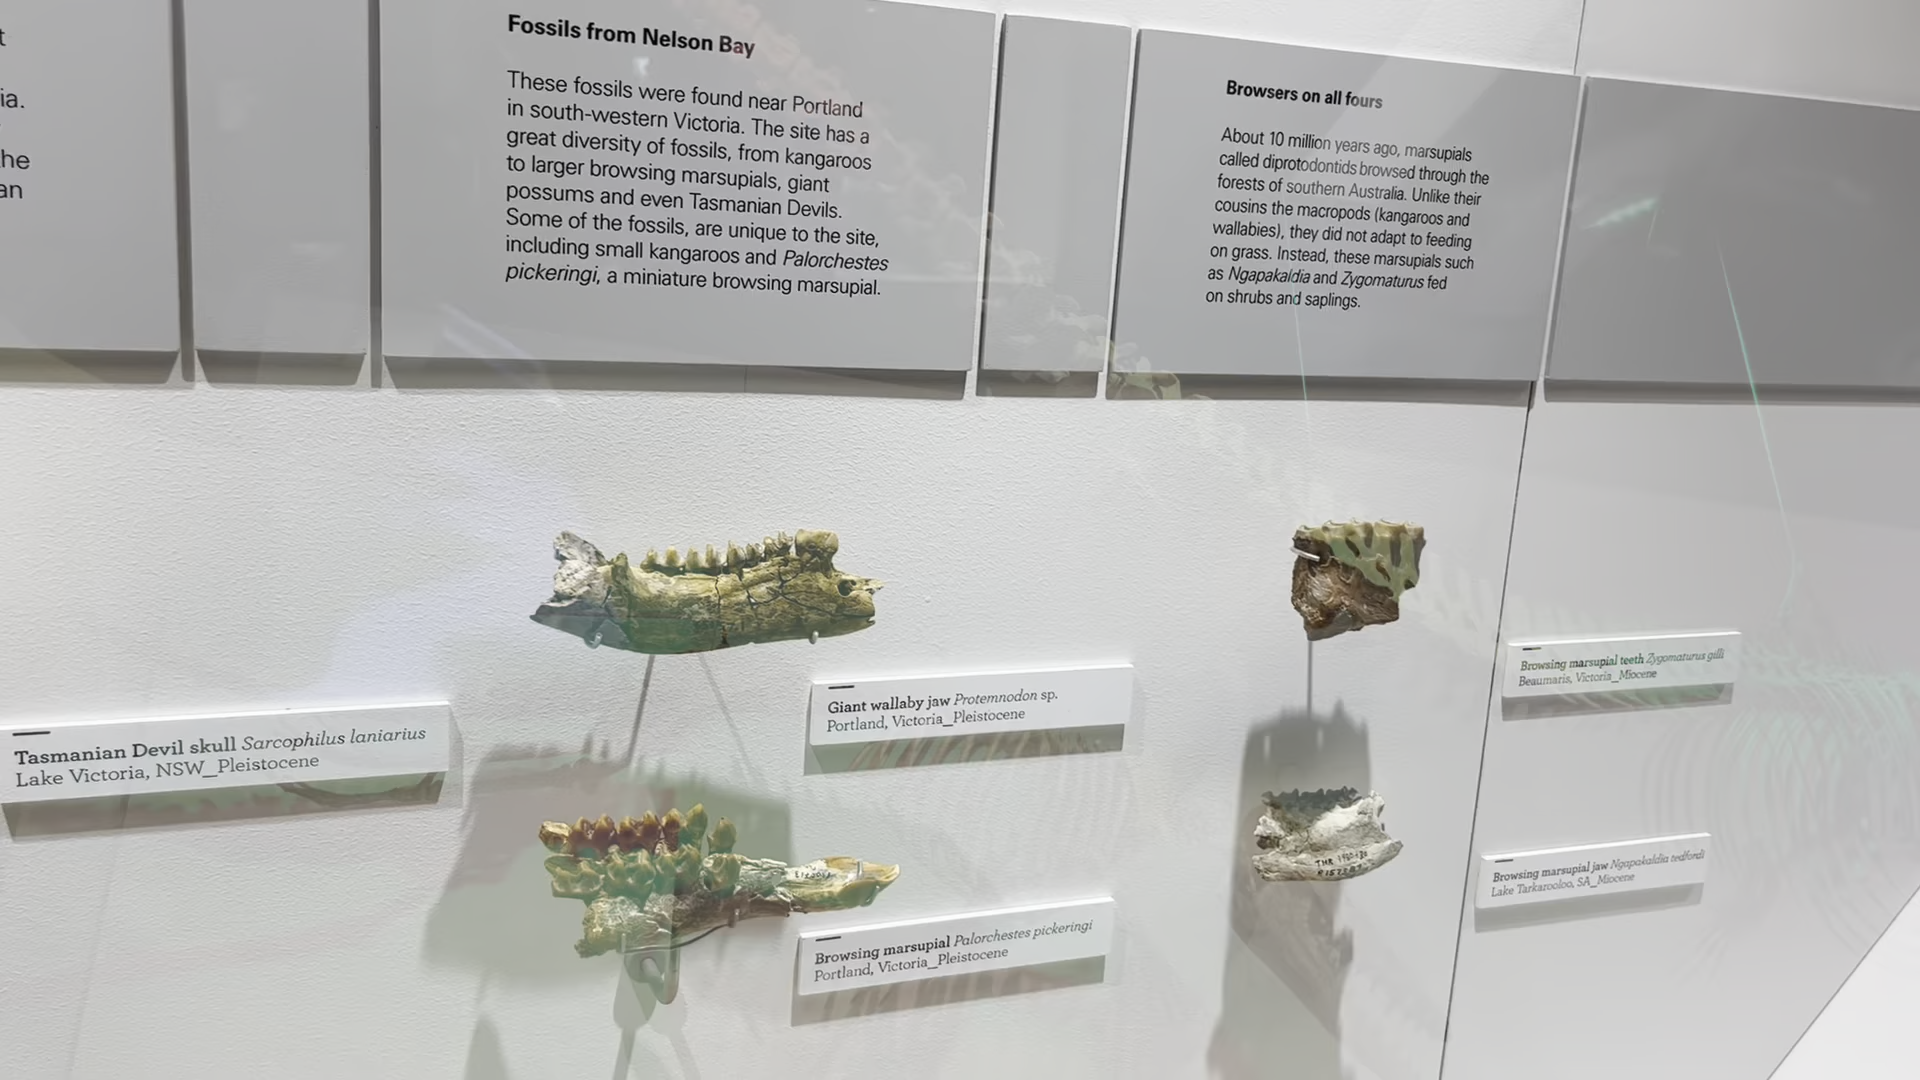 t
ia.
he
an
Fossils from Nelson Bay
These fossils were found near Portland
in south-western Victoria. The site has a
great diversity of fossils, from kangaroos
to larger browsing marsupials, giant
possums and even Tasmanian Devils.
Some of the fossils, are unique to the site,
including small kangaroos and Palorchestes
pickeringi, a miniature browsing marsupial.
Browsers on all fours
About 10 million years ago, marsupials
called diprotodontids browsed through the
forests of southern Australia. Unlike their
cousins the macropods (kangaroos and
wallabies), they did not adapt to feeding
on grass. Instead, these marsupials such
as Ngapakaldia and Zygomaturus fed
on shrubs and saplings.
Tasmanian Devil skull Sarcophilus laniarius
Lake Victoria, NSW_Pleistocene
Giant wallaby jaw Protemnodon sp.
Portland, Victoria_Pleistocene
Browsing marsupial Palorchestes pickeringi
Portland, Victoria_Pleistocene
Browsing marsupial teeth Zygomaturus gilli
Beaumaris, Victoria_Miocene
Browsing marsupial jaw Ngapakaldia tedfordi
Lake Tarkarooloo, SA_Miocene